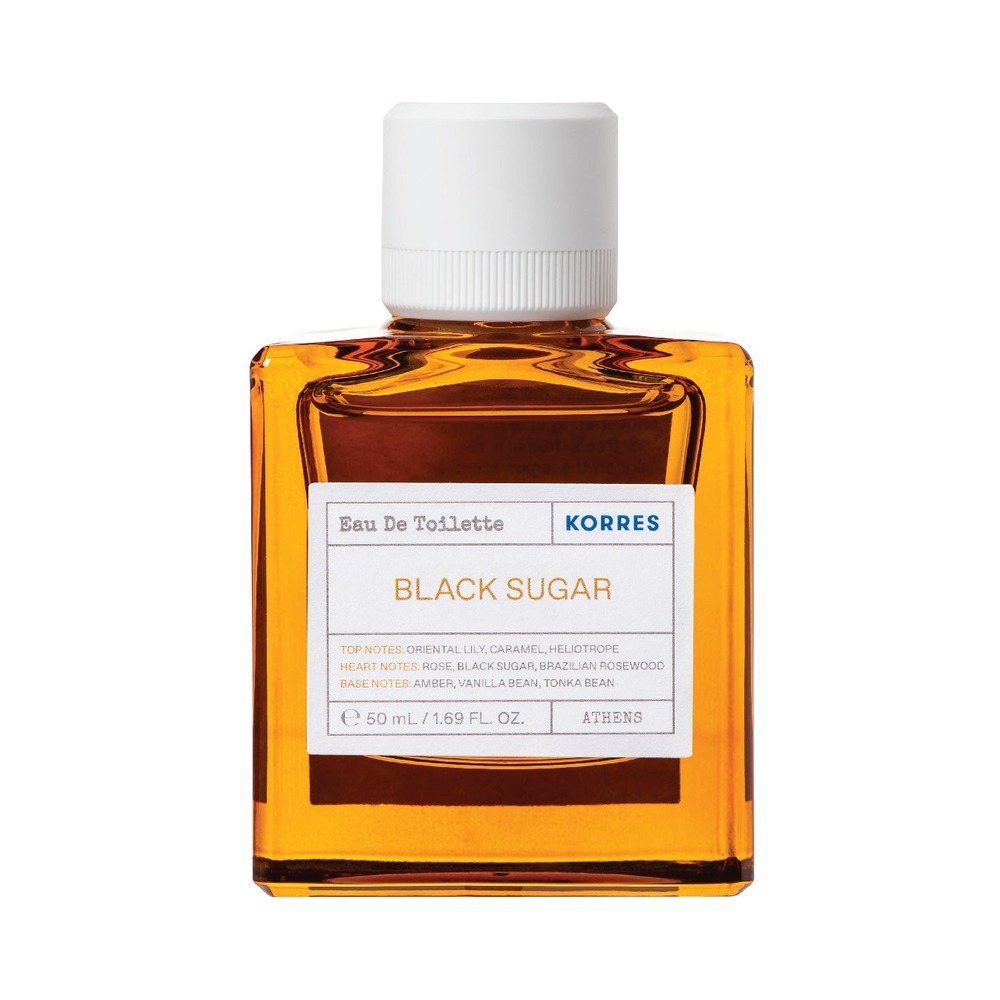 Eau De Toilette KORRES
BLACK SUGAR
TOP NOTES: ORIENTAL LILY, CARAMEL, HELIOTROPE
HEART NOTES: ROSE, BLACK SUGAR, BRAZILIAN ROSEWOOD
BASE NOTES: AMBER, VANILLA BEAN, TONKA BEAN
℮ 50 mL / 1.69 FL. OZ. ATHENS